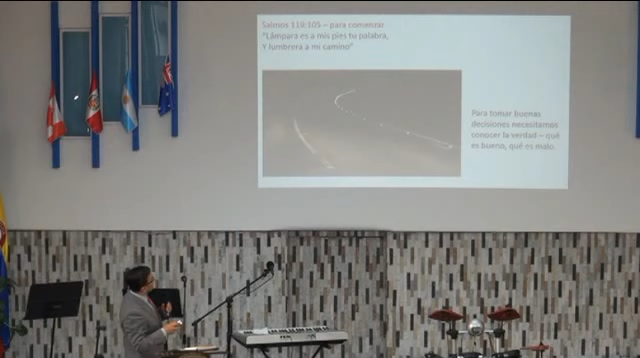 Salmos 119:105 – para comenzar
"Lámpara es a mis pies tu palabra,
Y lumbrera a mi camino"
Para tomar buenas
decisiones necesitamos
conocer la verdad – qué
es bueno, qué es malo.